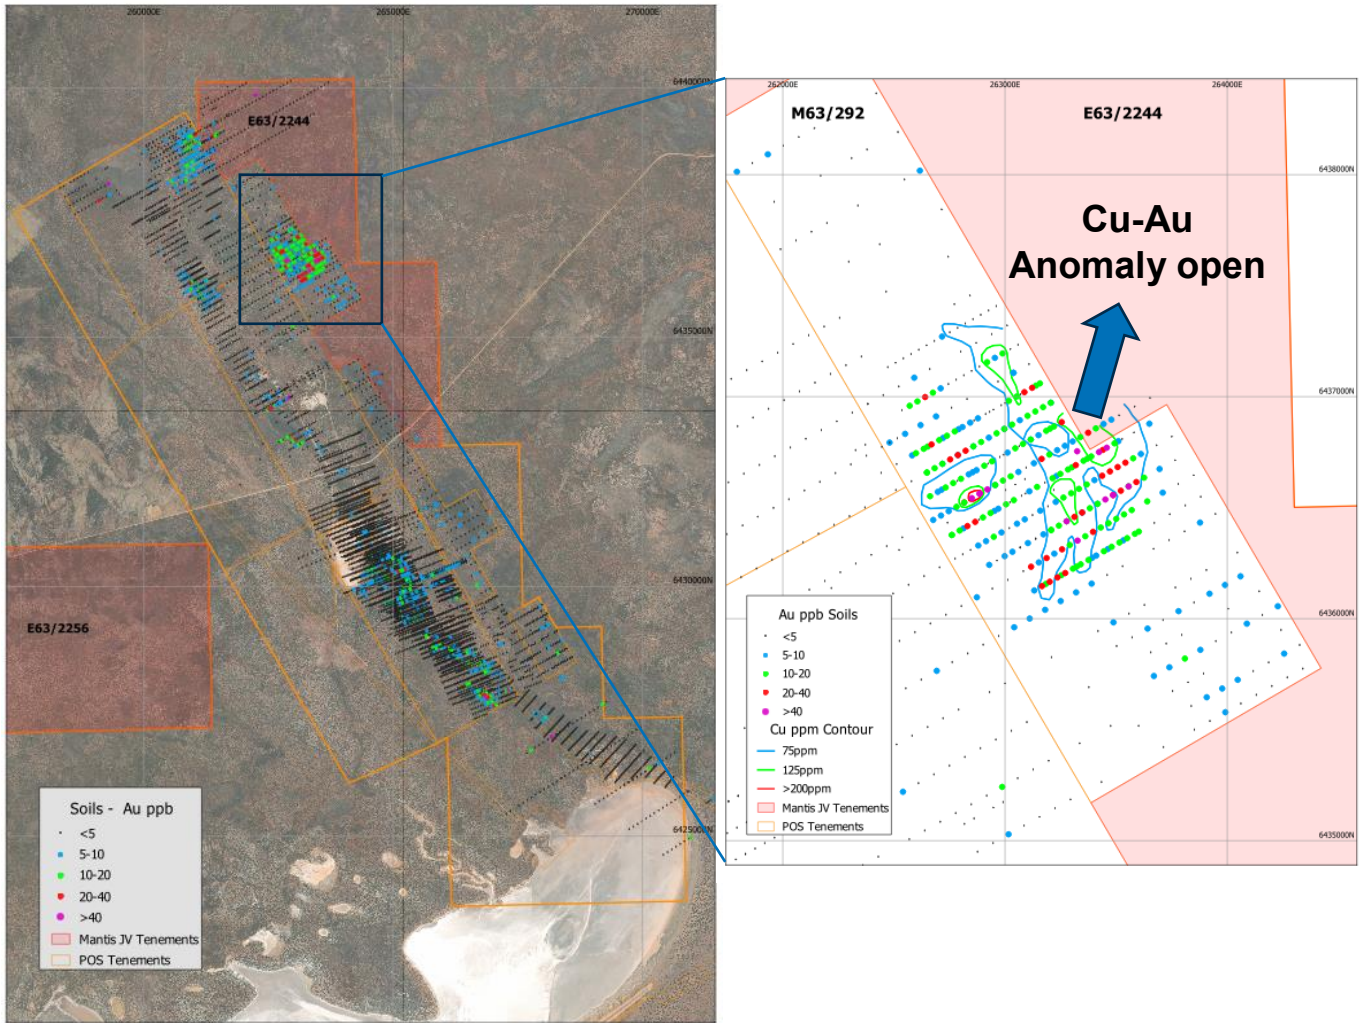 260000E
265000E
270000E
6440000N
E63/2244
6435000N
6430000N
E63/2256
6425000N
Soils - Au ppb
<5
5-10
10-20
20-40
>40
Mantis JV Tenements
POS Tenements
262000E
263000E
264000E
M63/292
E63/2244
6438000N
Cu-Au
Anomaly open
6437000N
6436000N
6435000N
Au ppb Soils
<5
5-10
10-20
20-40
>40
Cu ppm Contour
75ppm
125ppm
>200ppm
Mantis JV Tenements
POS Tenements